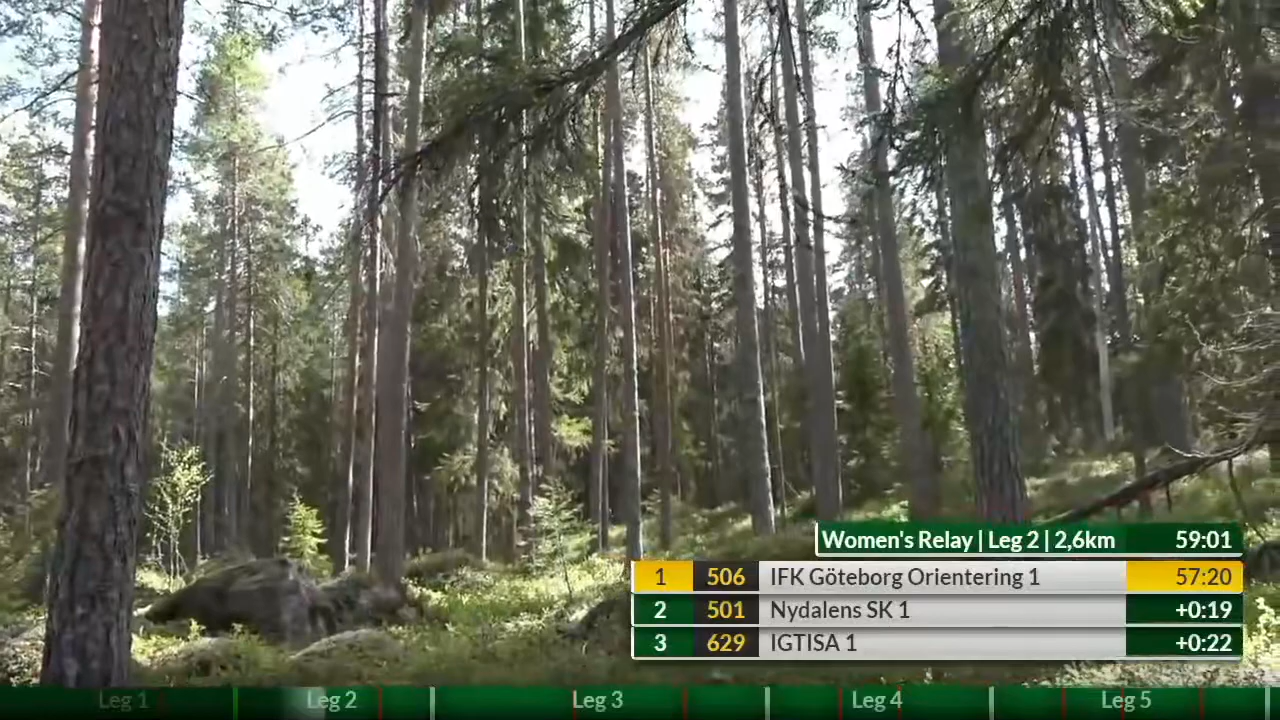 Women's Relay | Leg 2 | 2,6km 59:01
1 506 IFK Göteborg Orientering 1 57:20
2 501 Nydalens SK 1 +0:19
3 629 IGTISA 1 +0:22
Leg 1 Leg 2 Leg 3 Leg 4 Leg 5